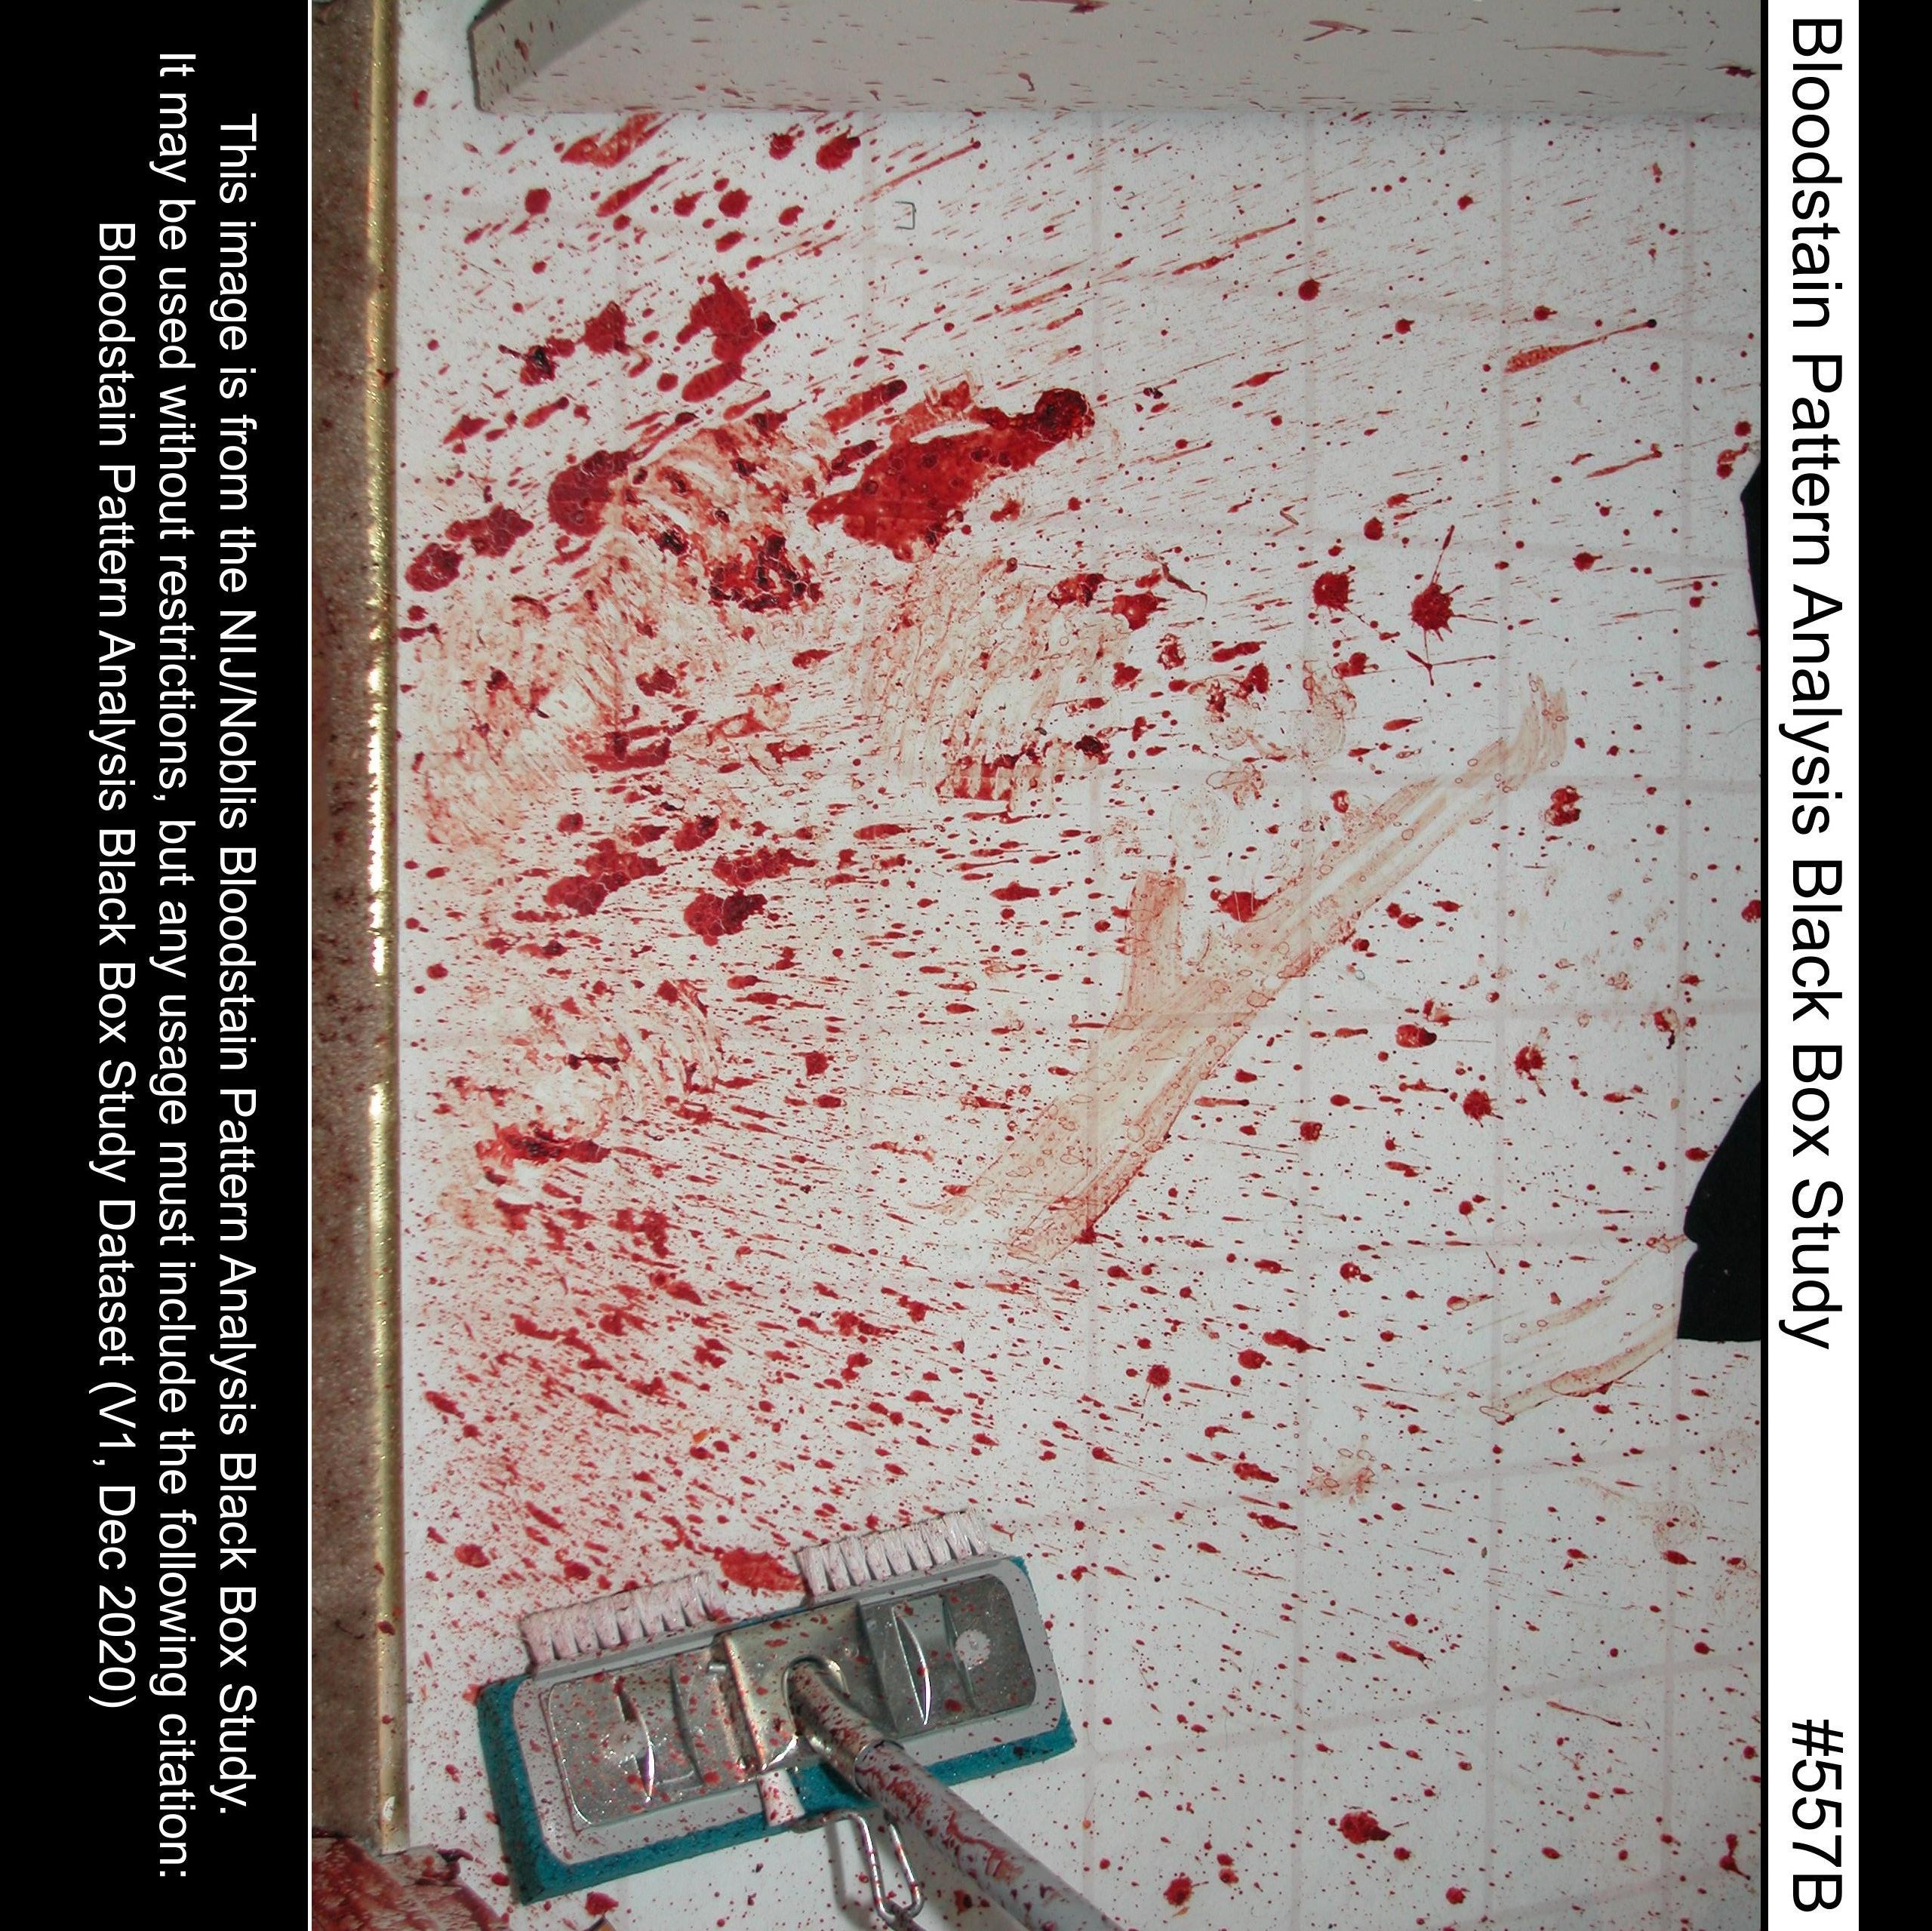 Bloodstain Pattern Analysis Black Box Study #557B
This image is from the NIJ/Noblis Bloodstain Pattern Analysis Black Box Study.
It may be used without restrictions, but any usage must include the following citation:
Bloodstain Pattern Analysis Black Box Study Dataset (V1, Dec 2020)